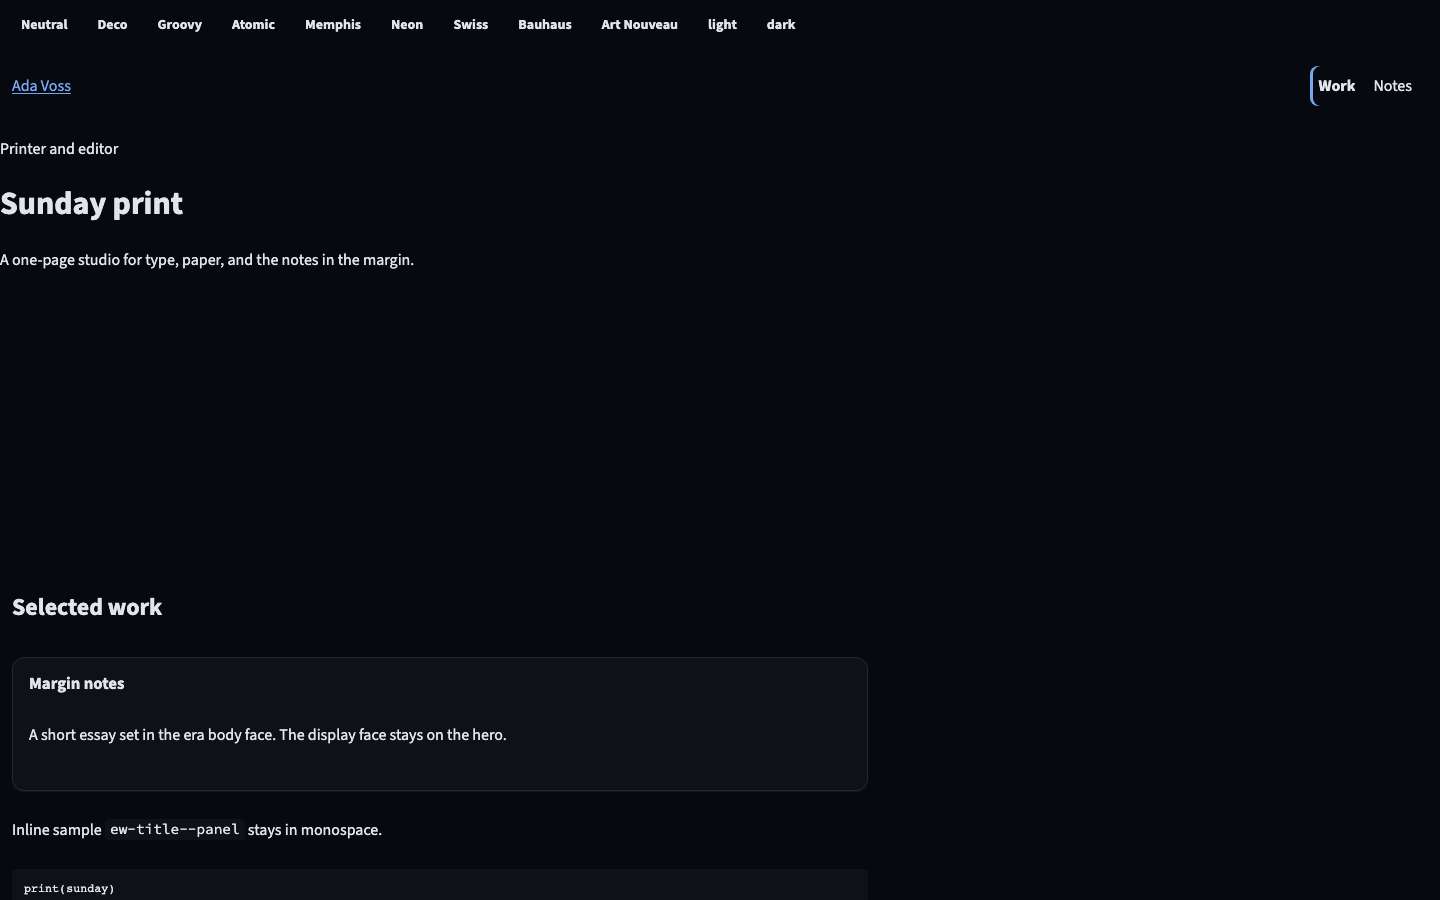 Neutral Deco Groovy Atomic Memphis Neon Swiss Bauhaus Art Nouveau light dark
Ada Voss Work Notes
Printer and editor
Sunday print
A one-page studio for type, paper, and the notes in the margin.
Selected work
Margin notes
A short essay set in the era body face. The display face stays on the hero.
Inline sample ew-title--panel stays in monospace.
print(sunday)